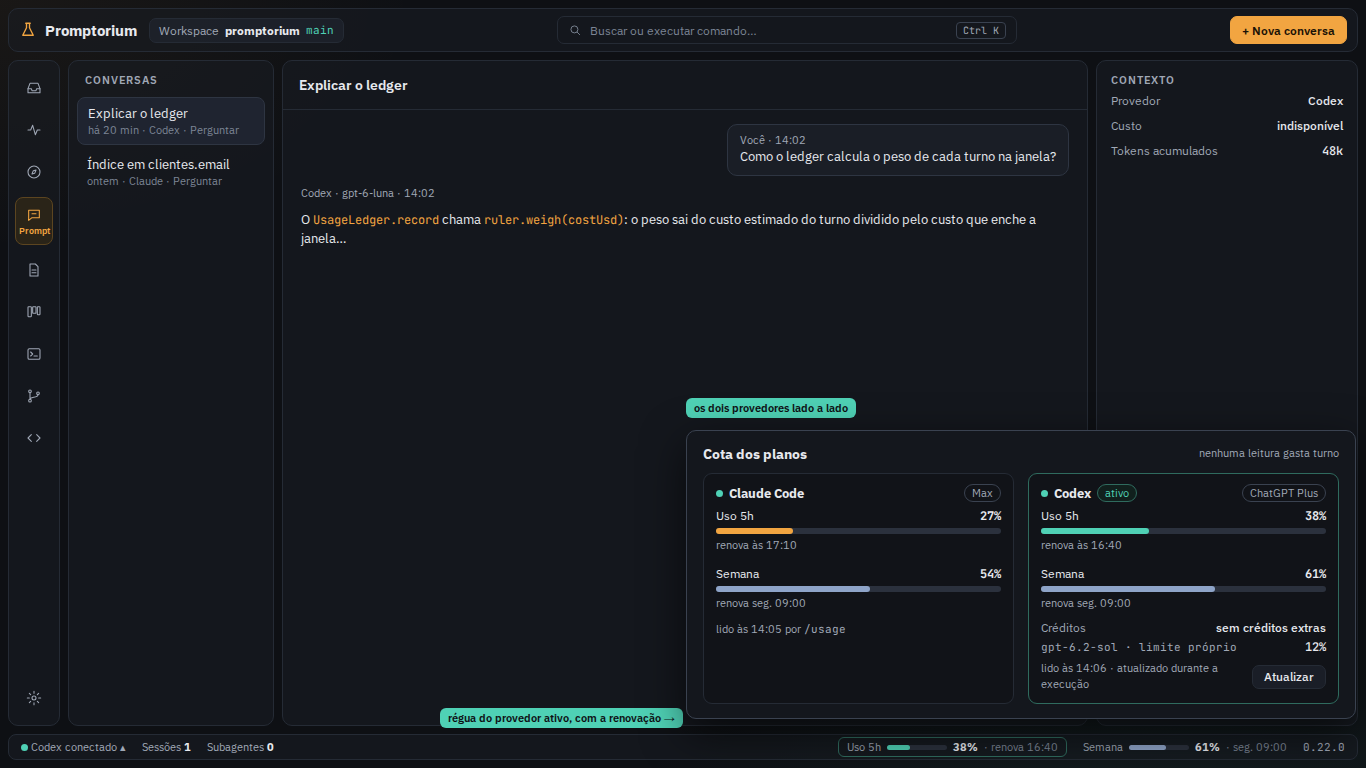 Promptorium
Workspace promptorium main
Buscar ou executar comando...
Ctrl K
+ Nova conversa
Prompt
CONVERSAS
Explicar o ledger
há 20 min · Codex · Perguntar
Índice em clientes.email
ontem · Claude · Perguntar
Explicar o ledger
Você · 14:02
Como o ledger calcula o peso de cada turno na janela?
Codex · gpt-6-luna · 14:02
O UsageLedger.record chama ruler.weigh(costUsd): o peso sai do custo estimado do turno dividido pelo custo que enche a
janela...
CONTEXTO
Provedor Codex
Custo indisponível
Tokens acumulados 48k
os dois provedores lado a lado
Cota dos planos
nenhuma leitura gasta turno
Claude Code Max
Uso 5h 27%
renova às 17:10
Semana 54%
renova seg. 09:00
lido às 14:05 por /usage
Codex ativo ChatGPT Plus
Uso 5h 38%
renova às 16:40
Semana 61%
renova seg. 09:00
Créditos sem créditos extras
gpt-6.2-sol · limite próprio 12%
lido às 14:06 · atualizado durante a
execução
Atualizar
régua do provedor ativo, com a renovação →
Codex conectado ▴ Sessões 1 Subagentes 0
Uso 5h 38% · renova 16:40
Semana 61% · seg. 09:00
0.22.0